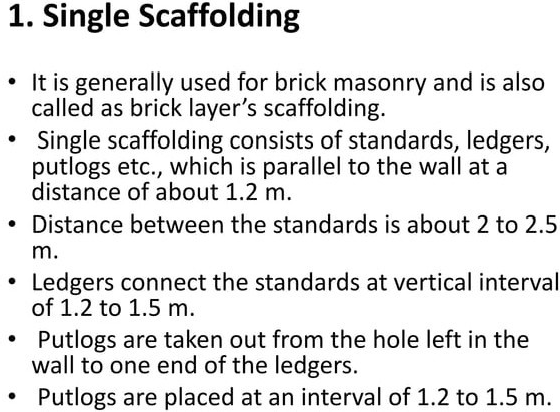 1. Single Scaffolding
• It is generally used for brick masonry and is also
called as brick layer's scaffolding.
• Single scaffolding consists of standards, ledgers,
putlogs etc., which is parallel to the wall at a
distance of about 1.2 m.
• Distance between the standards is about 2 to 2.5
m.
• Ledgers connect the standards at vertical interval
of 1.2 to 1.5 m.
• Putlogs are taken out from the hole left in the
wall to one end of the ledgers.
• Putlogs are placed at an interval of 1.2 to 1.5 m.